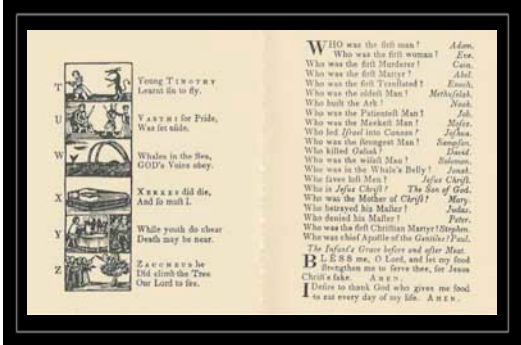 T Young TIMOTHY
Learnt ſin to fly.
U VASTHI for Pride,
Was ſet aſide.
W Whales in the Sea,
GOD's Voice obey.
X XERXES did die,
And ſo muſt I.
Y While youth do chear
Death may be near.
Z ZACCHEUS he
Did climb the Tree
Our Lord to ſee.
WHO was the firſt man ? Adam.
Who was the firſt woman ? Eve.
Who was the firſt Murderer ? Cain.
Who was the firſt Martyr ? Abel.
Who was the firſt Tranſlated ? Enoch.
Who was the oldeſt Man ? Methuſelah.
Who built the Ark ? Noah.
Who was the Patienteſt Man ? Job.
Who was the Meekeſt Man ? Moſes.
Who led Iſrael into Canaan ? Joſhua.
Who was the ſtrongeſt Man ? Sampſon.
Who killed Goliah ? David.
Who was the wiſeſt Man ? Solomon.
Who was in the Whale's Belly ? Jonah.
Who ſaves loſt Men ? Jeſus Chriſt.
Who is Jeſus Chriſt ? The Son of God.
Who was the Mother of Chriſt ? Mary.
Who betrayed his Maſter ? Judas.
Who denied his Maſter ? Peter.
Who was the firſt Chriſtian Martyr ? Stephen.
Who was chief Apoſtle of the Gentiles ? Paul.
The Infant's Grace before and after Meat.
BLESS me, O Lord, and let my food
ſtrengthen me to ſerve thee, for Jesus
Chriſt's ſake. AMEN.
I Deſire to thank God who gives me food
to eat every day of my life. AMEN.